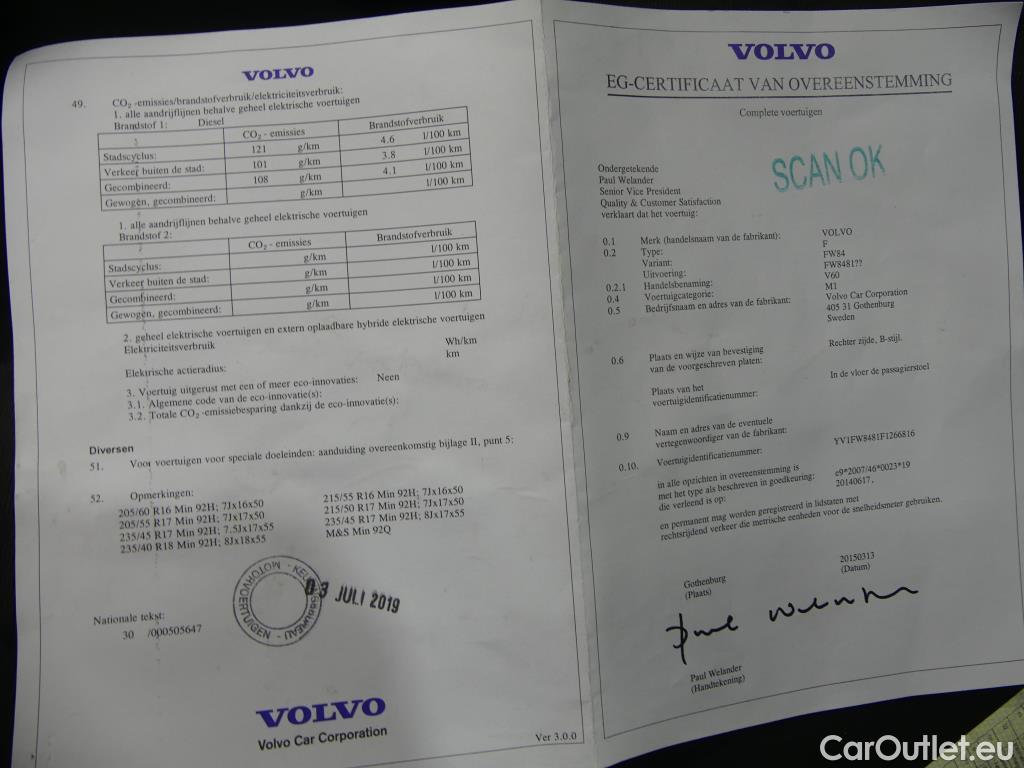 VOLVO
49. CO2 -emissies/brandstofverbruik/elektriciteitsverbruik:
1. alle aandrijflijnen behalve geheel elektrische voertuigen
Brandstof 1: Diesel
CO2 - emissies Brandstofverbruik
Stadscyclus: 121 g/km 4.6 l/100 km
Verkeer buiten de stad: 101 g/km 3.8 l/100 km
Gecombineerd: 108 g/km 4.1 l/100 km
Gewogen, gecombineerd: g/km l/100 km
1. alle aandrijflijnen behalve geheel elektrische voertuigen
Brandstof 2:
CO2 - emissies Brandstofverbruik
Stadscyclus: g/km l/100 km
Verkeer buiten de stad: g/km l/100 km
Gecombineerd: g/km l/100 km
Gewogen, gecombineerd: g/km l/100 km
2. geheel elektrische voertuigen en extern oplaadbare hybride elektrische voertuigen
Elektriciteitsverbruik Wh/km
Elektrische actieradius: km
3. Voertuig uitgerust met een of meer eco-innovaties: Neen
3.1. Algemene code van de eco-innovatie(s):
3.2. Totale CO2 -emissiebesparing dankzij de eco-innovatie(s):
Diversen
51. Voor voertuigen voor speciale doeleinden: aanduiding overeenkomstig bijlage II, punt 5:
52. Opmerkingen:
205/60 R16 Min 92H; 7Jx16x50 215/55 R16 Min 92H; 7Jx16x50
205/55 R17 Min 92H; 7Jx17x50 215/50 R17 Min 92H; 7Jx17x50
235/45 R17 Min 92H; 7.5Jx17x55 235/45 R17 Min 92H; 8Jx17x55
235/40 R18 Min 92H; 8Jx18x55 M&S Min 92Q
MOTORVOERTUIGEN
03 JULI 2019
Nationale tekst:
30 /000505647
VOLVO
Volvo Car Corporation
Ver 3.0.0
VOLVO
EG-CERTIFICAAT VAN OVEREENSTEMMING
Complete voertuigen
SCAN OK
Ondergetekende
Paul Welander
Senior Vice President
Quality & Customer Satisfaction
verklaart dat het voertuig:
0.1 Merk (handelsnaam van de fabrikant): VOLVO
0.2 Type: F
Variant: FW84
Uitvoering: FW8481??
0.2.1 Handelsbenaming: V60
0.4 Voertuigcategorie: M1
0.5 Bedrijfsnaam en adres van de fabrikant: Volvo Car Corporation
405 31 Gothenburg
Sweden
0.6 Plaats en wijze van bevestiging Rechter zijde, B-stijl.
van de voorgeschreven platen:
Plaats van het In de vloer de passagierstoel
voertuigidentificatienummer:
0.9 Naam en adres van de eventuele
vertegenwoordiger van de fabrikant:
0.10. Voertuigidentificatienummer: YV1FW8481F1266816
in alle opzichten in overeenstemming is
met het type als beschreven in goedkeuring: e9*2007/46*0023*19
die verleend is op: 20140617,
en permanent mag worden geregistreerd in lidstaten met
rechtsrijdend verkeer die metrische eenheden voor de snelheidsmeter gebruiken.
Gothenburg 20150313
(Plaats) (Datum)
Paul Welander
Paul Welander
(Handtekening)
CarOutlet.eu